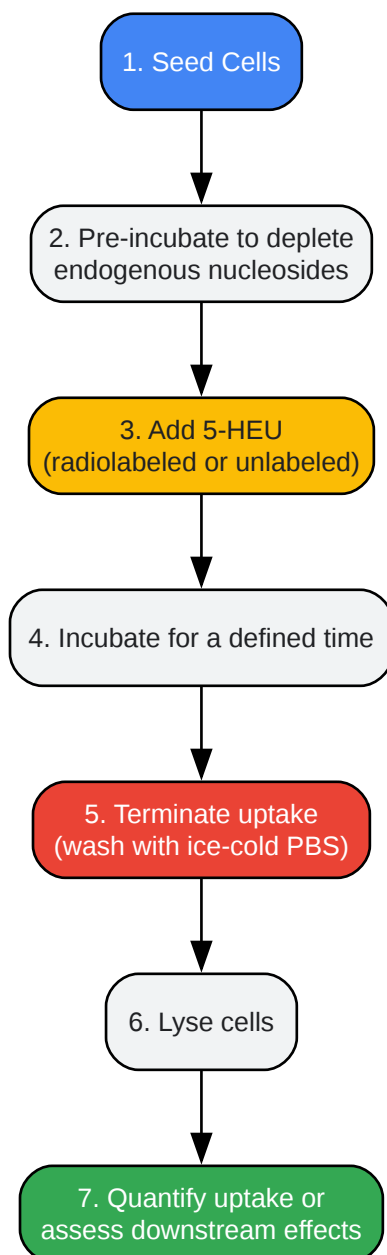 1. Seed Cells
2. Pre-incubate to deplete
endogenous nucleosides
3. Add 5-HEU
(radiolabeled or unlabeled)
4. Incubate for a defined time
5. Terminate uptake
(wash with ice-cold PBS)
6. Lyse cells
7. Quantify uptake or
assess downstream effects